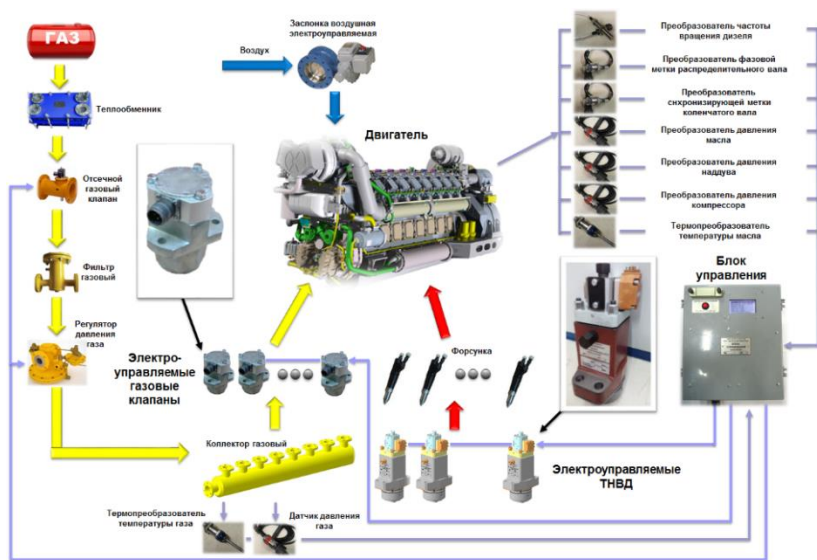 ГАЗ
Теплообменник
Отсечной
газовый
клапан
Фильтр
газовый
Регулятор
давления
газа
Воздух
Заслонка воздушная
электроуправляемая
Двигатель
Электро-
управляемые
газовые
клапаны
Коллектор газовый
Термопреобразователь
температуры газа
Датчик давления
газа
Форсунка
Электроуправляемые
ТНВД
Преобразователь частоты
вращения дизеля
Преобразователь фазовой
метки распределительного вала
Преобразователь
снхронизирующей метки
коленчатого вала
Преобразователь давления
масла
Преобразователь давления
наддува
Преобразователь давления
компрессора
Термопреобразователь
температуры масла
Блок
управления